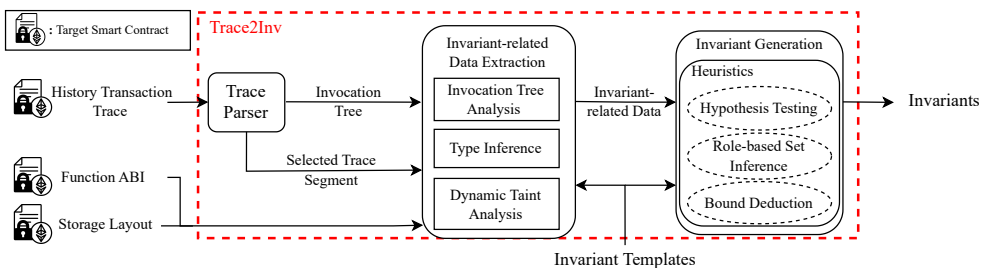 : Target Smart Contract
Trace2Inv
History Transaction
Trace
Function ABI
Storage Layout
Trace
Parser
Invocation
Tree
Selected Trace
Segment
Invariant-related
Data Extraction
Invocation Tree
Analysis
Type Inference
Dynamic Taint
Analysis
Invariant-
related Data
Invariant Generation
Heuristics
Hypothesis Testing
Role-based Set
Inference
Bound Deduction
Invariants
Invariant Templates